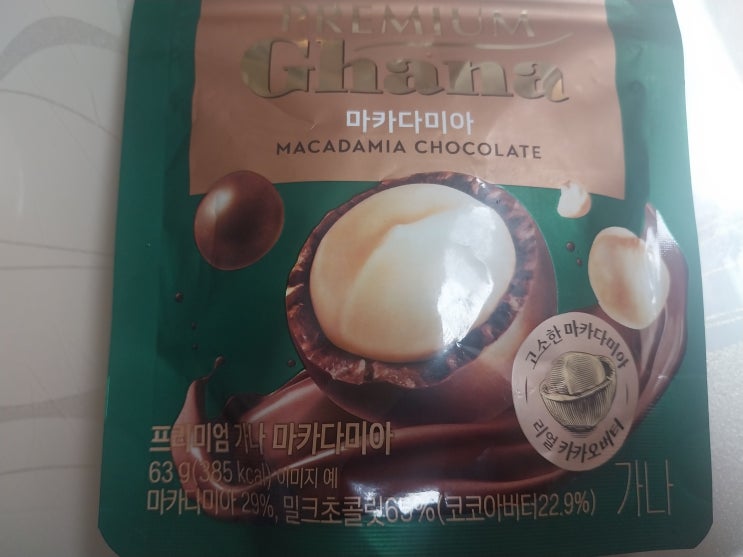 PREMIUM
Ghana
마카다미아
MACADAMIA CHOCOLATE
고소한 마카다미아
리얼 카카오버터
프리미엄 가나 마카다미아
63 g(385 kcal) 이미지 예
마카다미아 29%, 밀크초콜릿65%(코코아버터22.9%)
가나